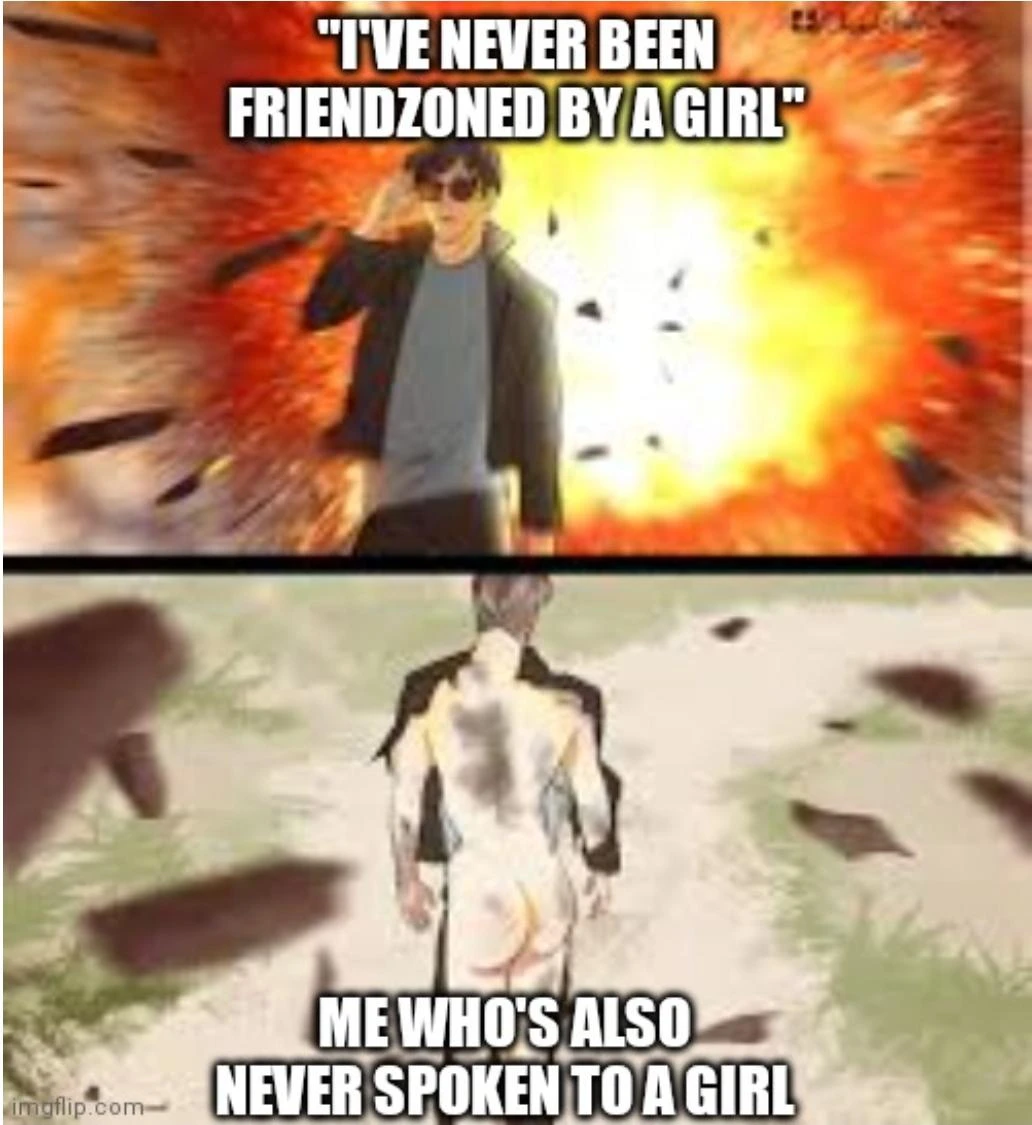 "I'VE NEVER BEEN
FRIENDZONED BY A GIRL"
ME WHO'S ALSO
NEVER SPOKEN TO A GIRL
imgflip.com